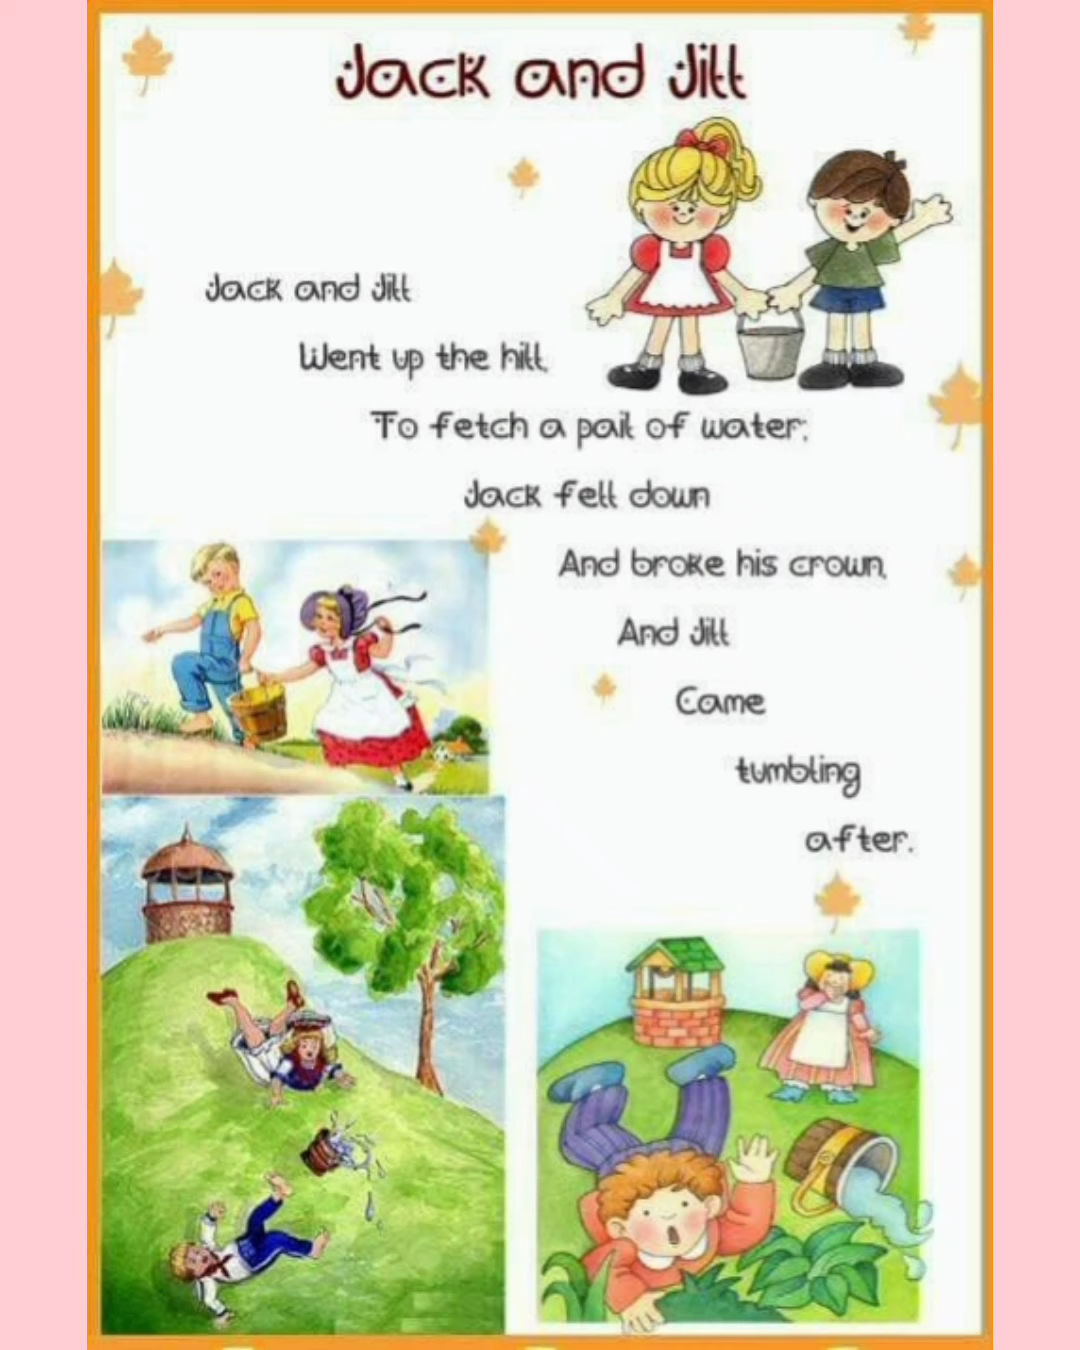 Jack and Jill
Jack and Jill
Went up the hill,
To fetch a pail of water;
Jack fell down
And broke his crown,
And Jill
Came
tumbling
after.